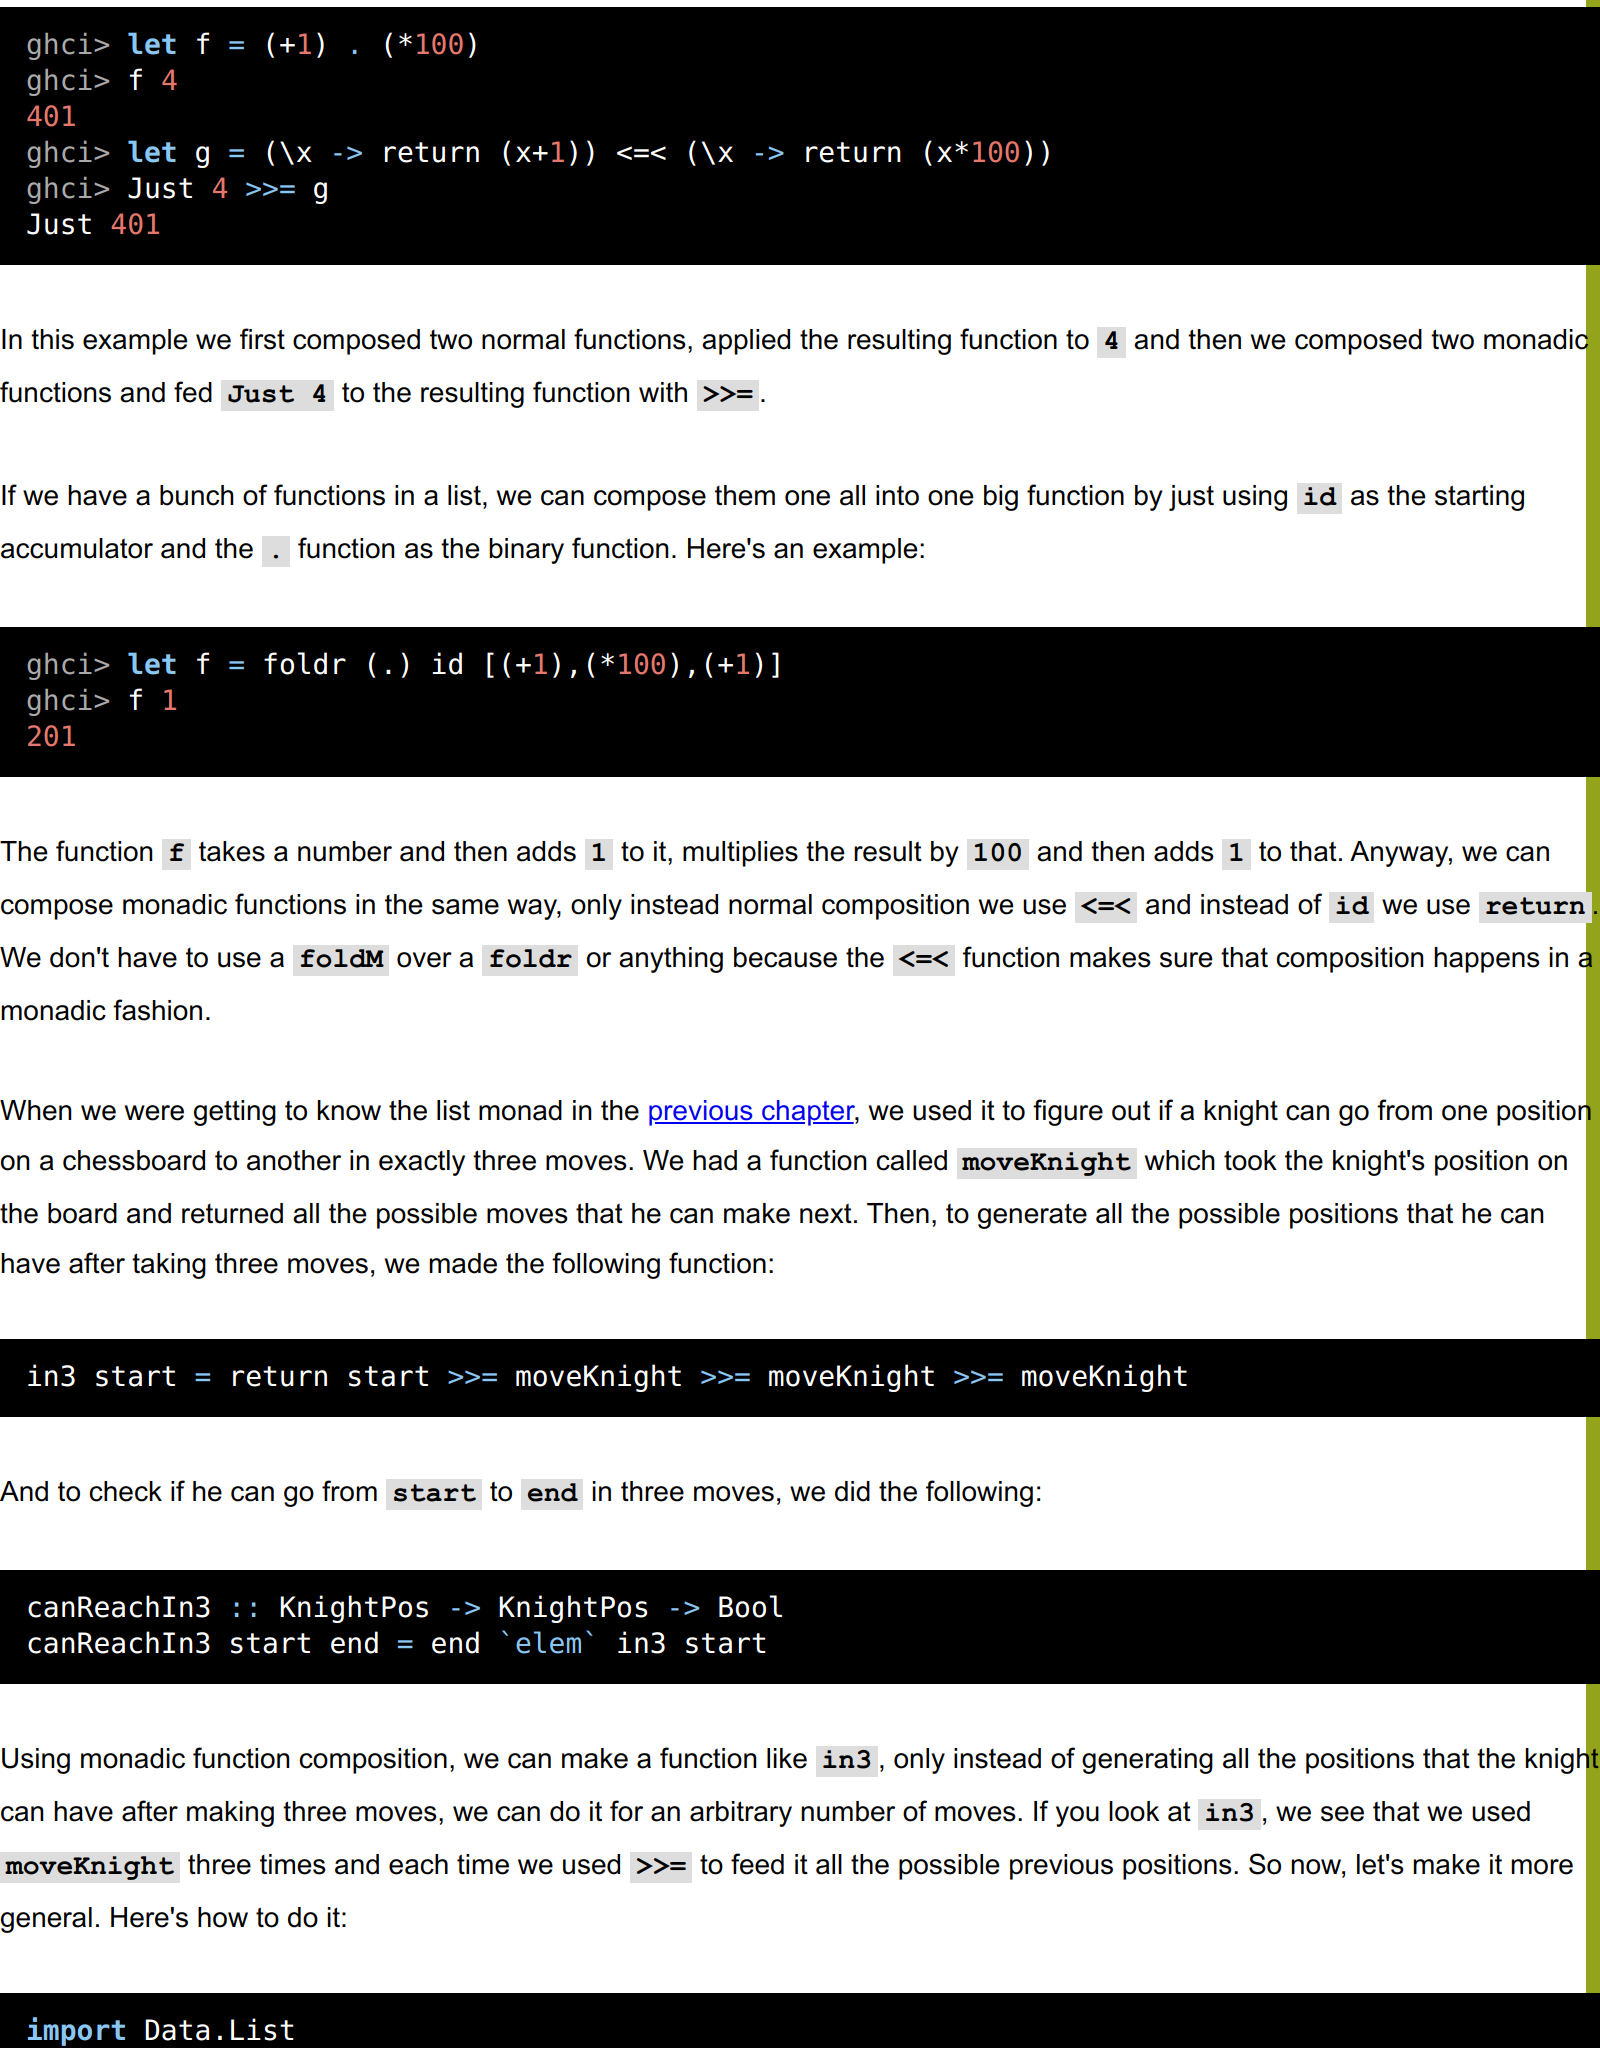 ghci> let f = (+1) . (*100)
ghci> f 4
401
ghci> let g = (\x -> return (x+1)) <=< (\x -> return (x*100))
ghci> Just 4 >>= g
Just 401
In this example we first composed two normal functions, applied the resulting function to 4 and then we composed two monadic
functions and fed Just 4 to the resulting function with >>=.
If we have a bunch of functions in a list, we can compose them one all into one big function by just using id as the starting
accumulator and the . function as the binary function. Here's an example:
ghci> let f = foldr (.) id [(+1),(*100),(+1)]
ghci> f 1
201
The function f takes a number and then adds 1 to it, multiplies the result by 100 and then adds 1 to that. Anyway, we can
compose monadic functions in the same way, only instead normal composition we use <=< and instead of id we use return.
We don't have to use a foldM over a foldr or anything because the <=< function makes sure that composition happens in a
monadic fashion.
When we were getting to know the list monad in the previous chapter, we used it to figure out if a knight can go from one position
on a chessboard to another in exactly three moves. We had a function called moveKnight which took the knight's position on
the board and returned all the possible moves that he can make next. Then, to generate all the possible positions that he can
have after taking three moves, we made the following function:
in3 start = return start >>= moveKnight >>= moveKnight >>= moveKnight
And to check if he can go from start to end in three moves, we did the following:
canReachIn3 :: KnightPos -> KnightPos -> Bool
canReachIn3 start end = end `elem` in3 start
Using monadic function composition, we can make a function like in3, only instead of generating all the positions that the knight
can have after making three moves, we can do it for an arbitrary number of moves. If you look at in3, we see that we used
moveKnight three times and each time we used >>= to feed it all the possible previous positions. So now, let's make it more
general. Here's how to do it:
import Data.List